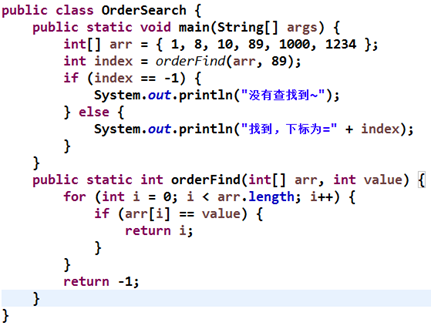 public class OrderSearch {
    public static void main(String[] args) {
        int[] arr = { 1, 8, 10, 89, 1000, 1234 };
        int index = orderFind(arr, 89);
        if (index == -1) {
            System.out.println("没有查找到~");
        } else {
            System.out.println("找到，下标为=" + index);
        }
    }
    public static int orderFind(int[] arr, int value) {
        for (int i = 0; i < arr.length; i++) {
            if (arr[i] == value) {
                return i;
            }
        }
        return -1;
    }
}